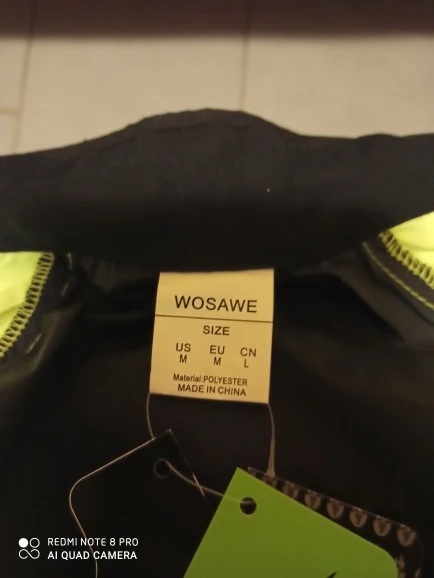 WOSAWE
SIZE
US EU CN
M M L
Material:POLYESTER
MADE IN CHINA
REDMI NOTE 8 PRO
AI QUAD CAMERA